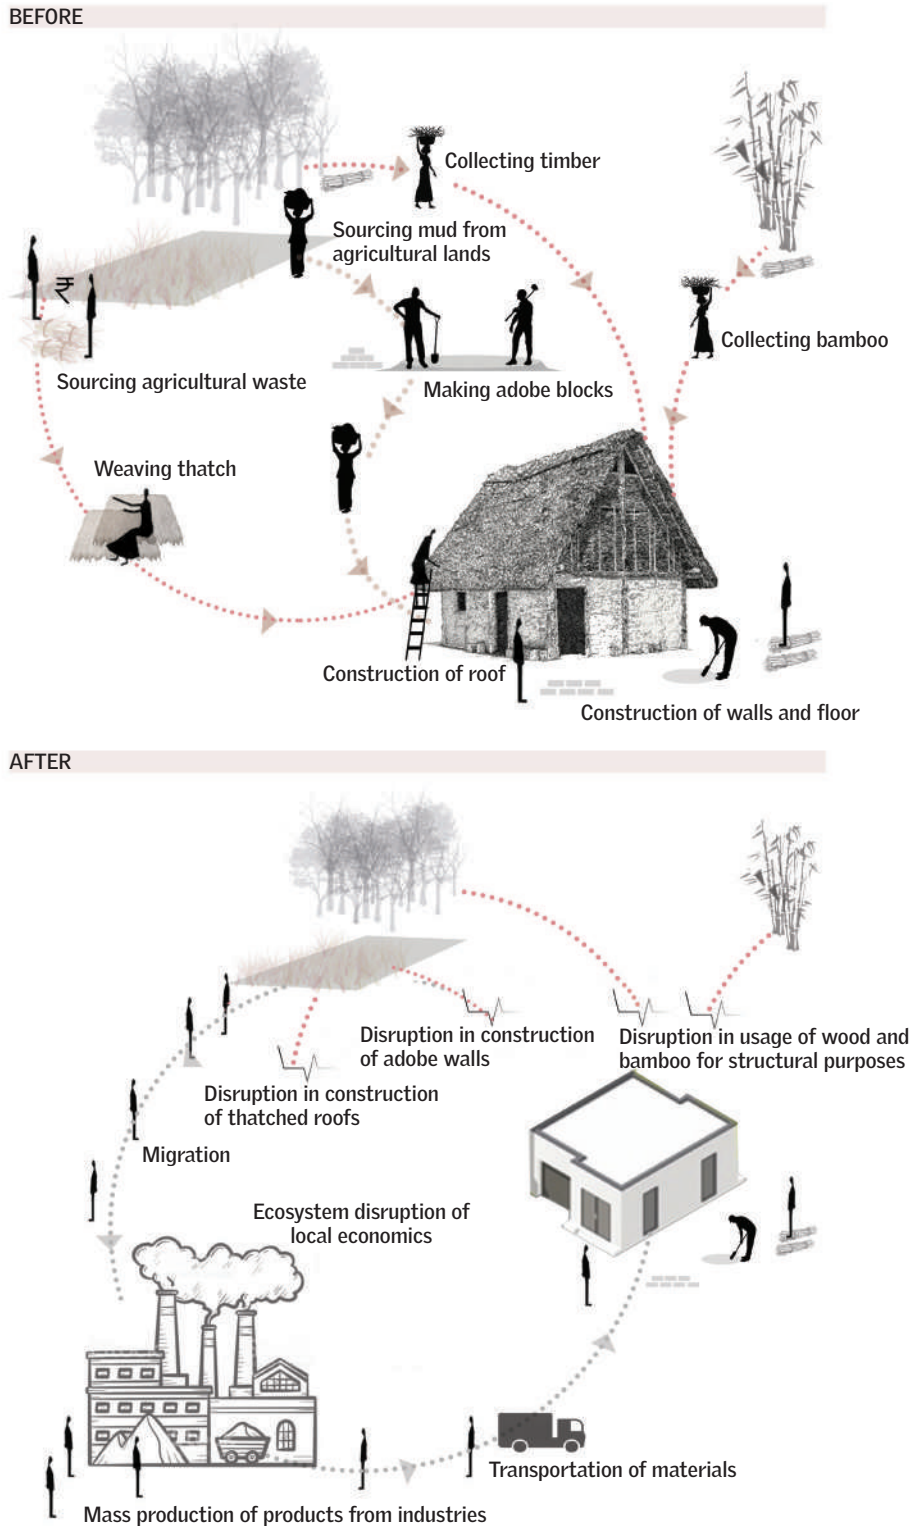 BEFORE
Collecting timber
Sourcing mud from
agricultural lands
₹
Collecting bamboo
Sourcing agricultural waste
Making adobe blocks
Weaving thatch
Construction of roof
Construction of walls and floor
AFTER
Disruption in construction
of adobe walls
Disruption in usage of wood and
bamboo for structural purposes
Disruption in construction
of thatched roofs
Migration
Ecosystem disruption of
local economics
Transportation of materials
Mass production of products from industries